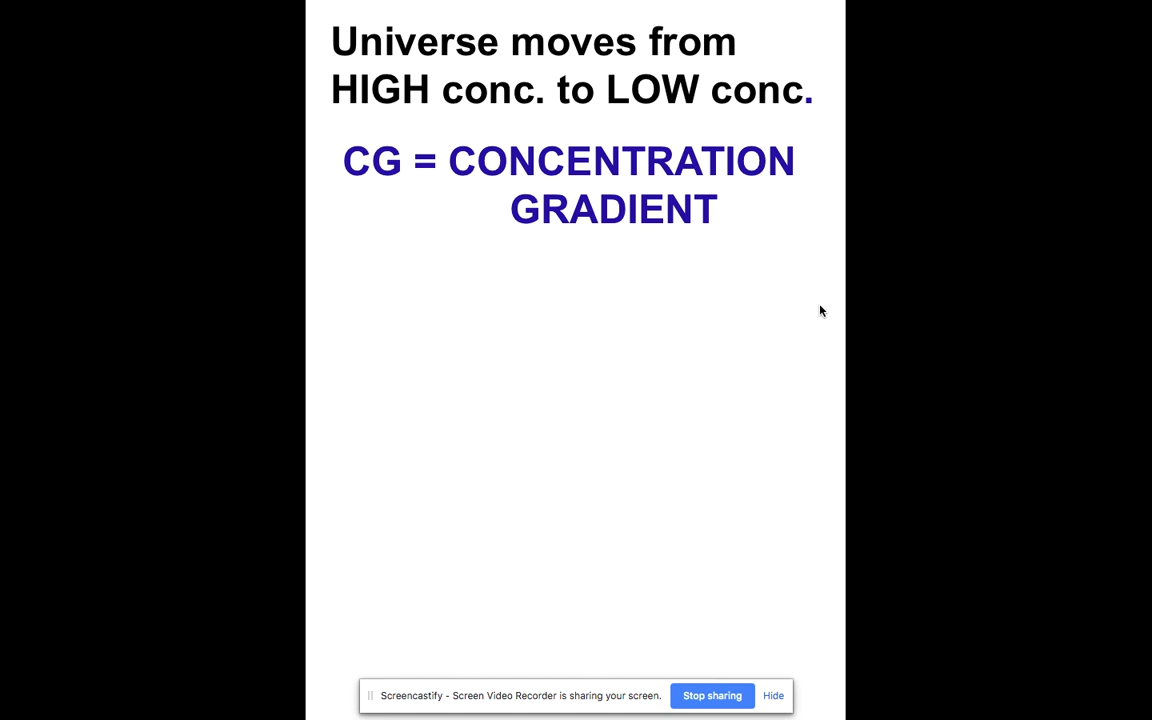 Universe moves from
HIGH conc. to LOW conc.
CG = CONCENTRATION
GRADIENT
Screencastify - Screen Video Recorder is sharing your screen. Stop sharing Hide